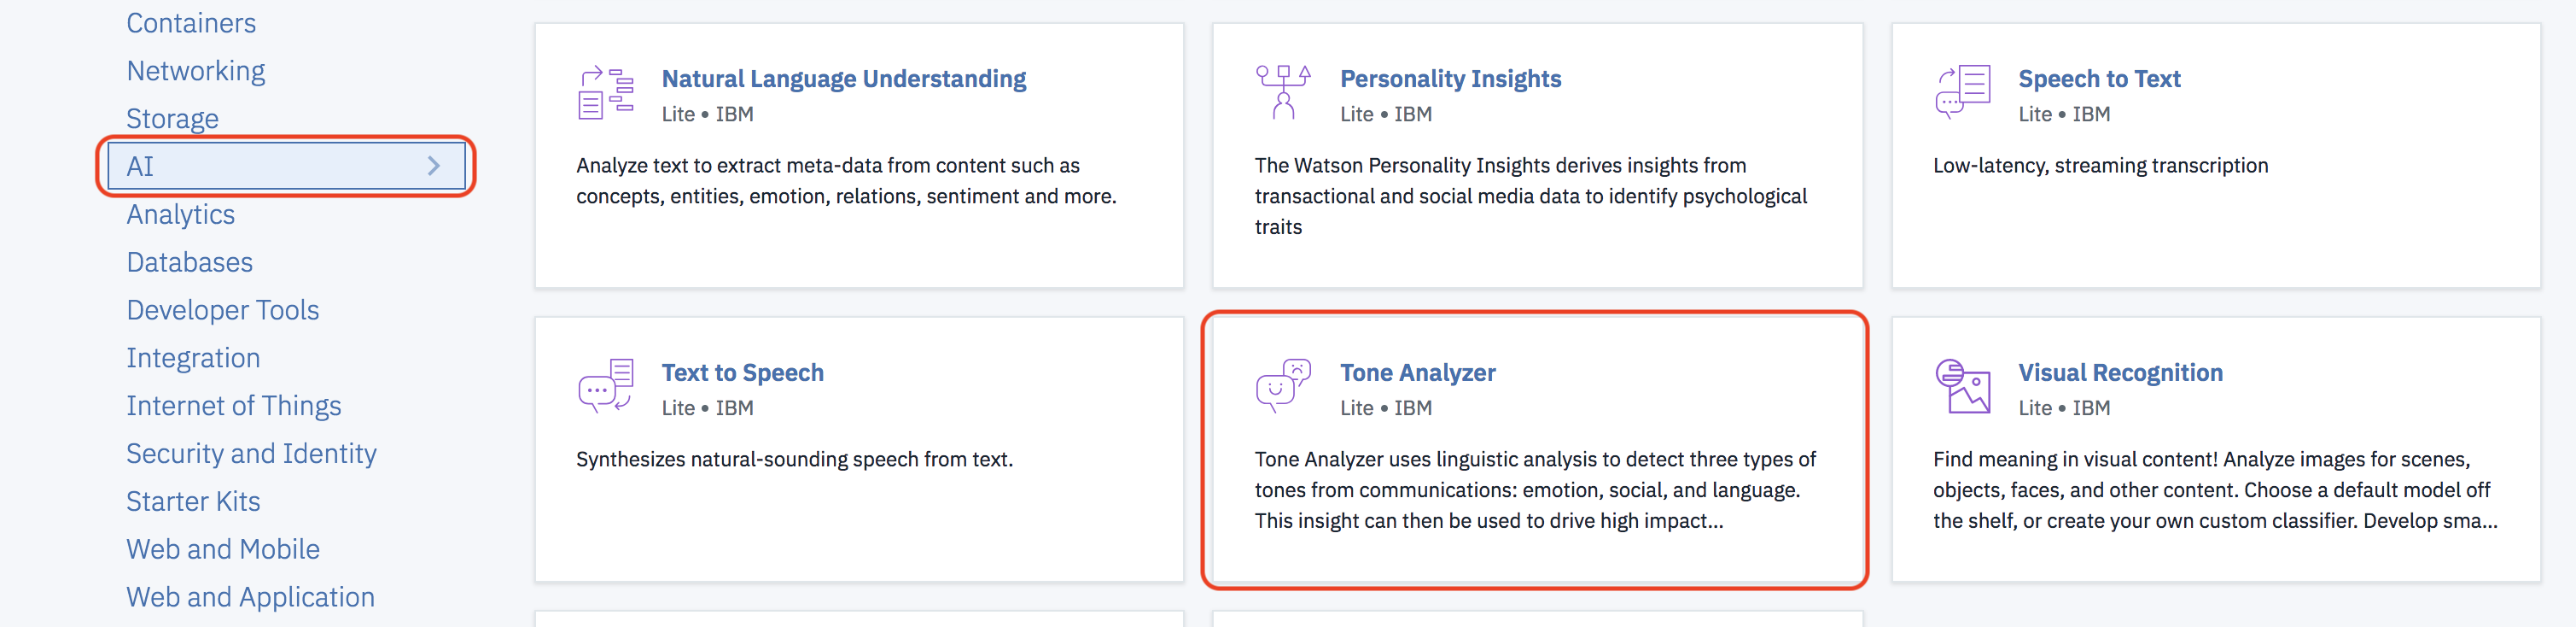 Containers
Networking
Storage
AI
Analytics
Databases
Developer Tools
Integration
Internet of Things
Security and Identity
Starter Kits
Web and Mobile
Web and Application
Natural Language Understanding
Lite • IBM
Analyze text to extract meta-data from content such as
concepts, entities, emotion, relations, sentiment and more.
Personality Insights
Lite • IBM
The Watson Personality Insights derives insights from
transactional and social media data to identify psychological
traits
Speech to Text
Lite • IBM
Low-latency, streaming transcription
Text to Speech
Lite • IBM
Synthesizes natural-sounding speech from text.
Tone Analyzer
Lite • IBM
Tone Analyzer uses linguistic analysis to detect three types of
tones from communications: emotion, social, and language.
This insight can then be used to drive high impact...
Visual Recognition
Lite • IBM
Find meaning in visual content! Analyze images for scenes,
objects, faces, and other content. Choose a default model off
the shelf, or create your own custom classifier. Develop sma...